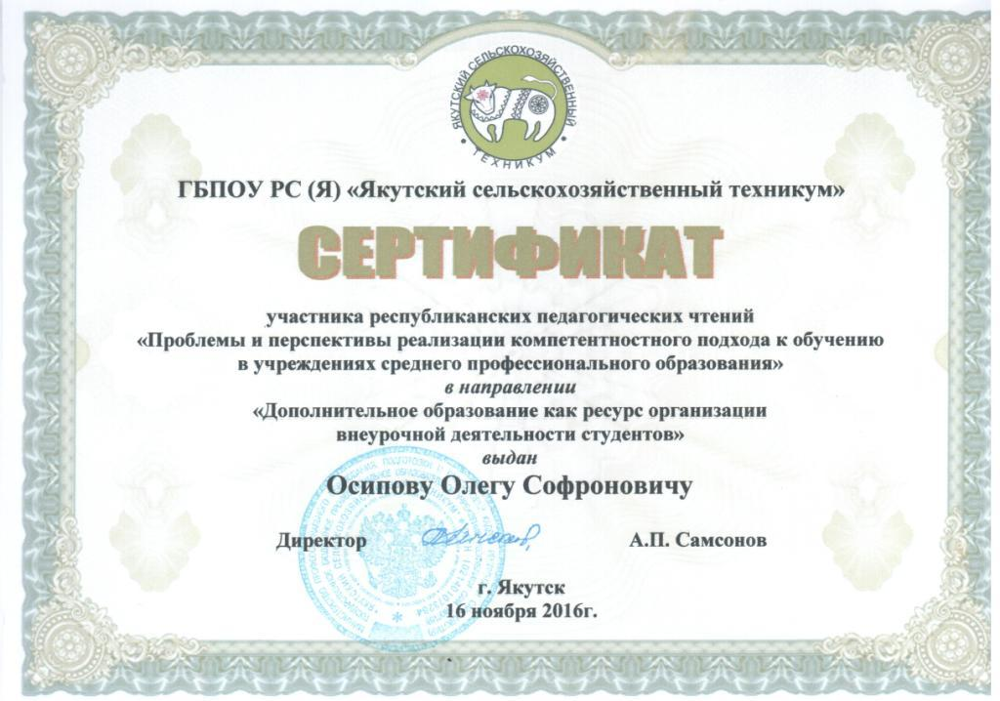 ЯКУТСКИЙ СЕЛЬСКОХОЗЯЙСТВЕННЫЙ
• ТЕХНИКУМ •
ГБПОУ РС (Я) «Якутский сельскохозяйственный техникум»
СЕРТИФИКАТ
участника республиканских педагогических чтений
«Проблемы и перспективы реализации компетентностного подхода к обучению
в учреждениях среднего профессионального образования»
в направлении
«Дополнительное образование как ресурс организации
внеурочной деятельности студентов»
выдан
Осипову Олегу Софроновичу
Директор А.П. Самсонов
г. Якутск
16 ноября 2016г.